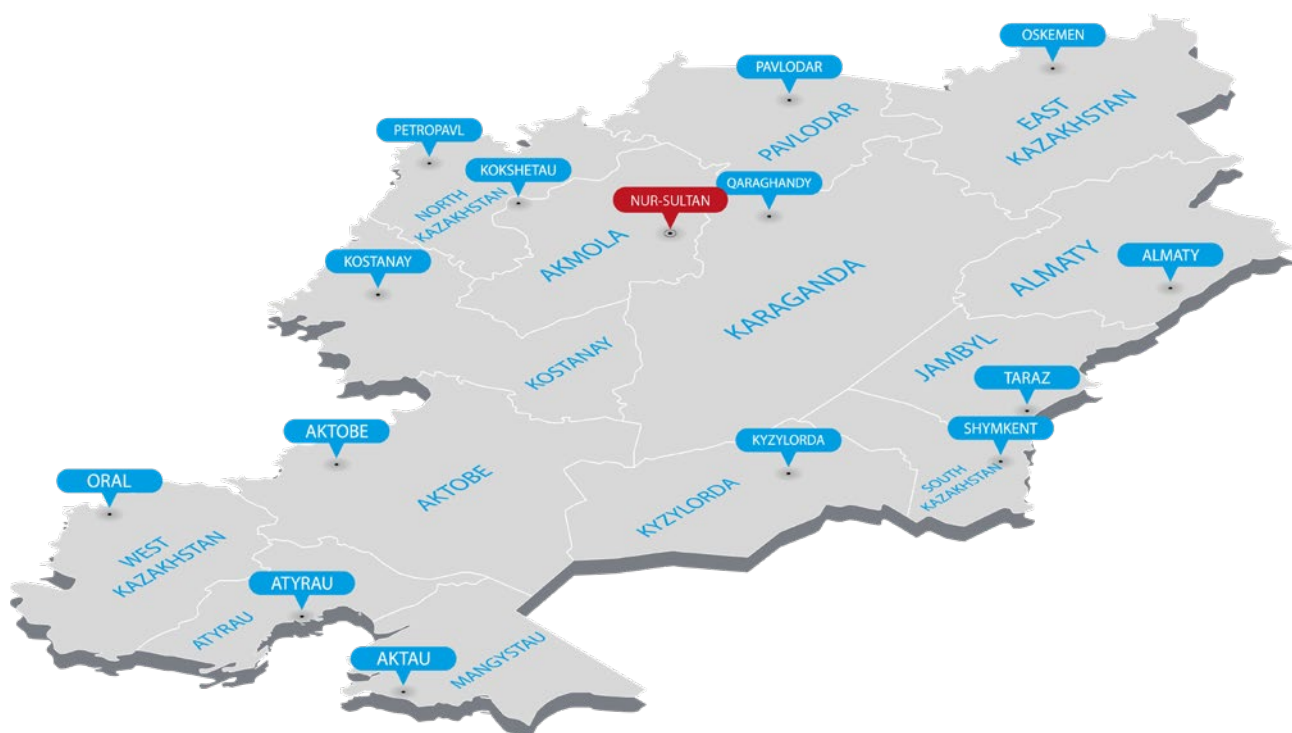 OSKEMEN
PAVLODAR
EAST
KAZAKHSTAN
PAVLODAR
PETROPAVL
KOKSHETAU
QARAGHANDY
NUR-SULTAN
NORTH
KAZAKHSTAN
AKMOLA
KOSTANAY
ALMATY
ALMATY
KARAGANDA
KOSTANAY
JAMBYL
TARAZ
AKTOBE
KYZYLORDA
SHYMKENT
AKTOBE
SOUTH
KAZAKHSTAN
ORAL
KYZYLORDA
WEST
KAZAKHSTAN
ATYRAU
ATYRAU
AKTAU
MANGYSTAU